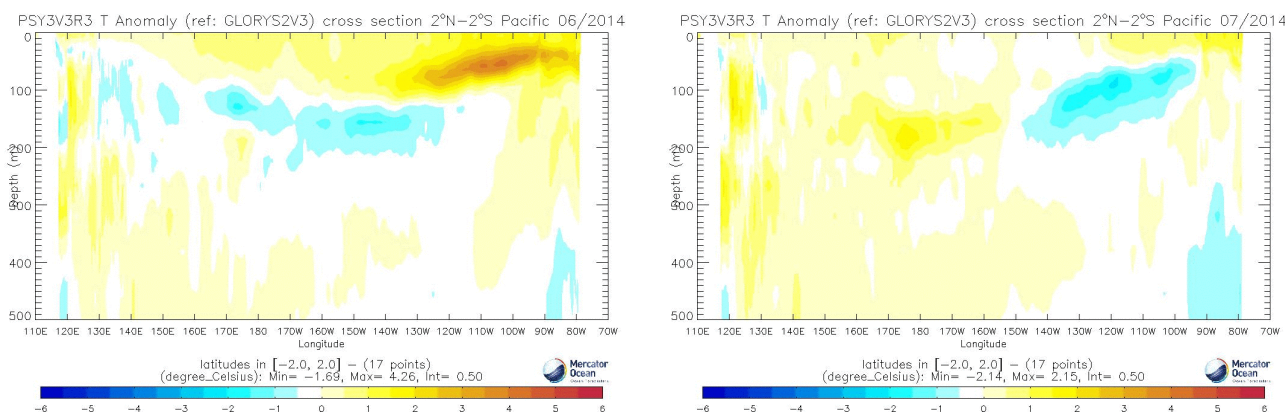 PSY3V3R3 T Anomaly (ref: GLORYS2V3) cross section 2°N−2°S Pacific 06/2014
0
100
200
300
400
500
Depth (m)
110E 120E 130E 140E 150E 160E 170E 180 170W 160W 150W 140W 130W 120W 110W 100W 90W 80W 70W
Longitude
latitudes in [−2.0, 2.0] − (17 points)
(degree_Celsius): Min= −1.69, Max= 4.26, Int= 0.50
Mercator
Ocean
−6 −5 −4 −3 −2 −1 0 1 2 3 4 5 6
PSY3V3R3 T Anomaly (ref: GLORYS2V3) cross section 2°N−2°S Pacific 07/2014
0
100
200
300
400
500
Depth (m)
110E 120E 130E 140E 150E 160E 170E 180 170W 160W 150W 140W 130W 120W 110W 100W 90W 80W 70W
Longitude
latitudes in [−2.0, 2.0] − (17 points)
(degree_Celsius): Min= −2.14, Max= 2.15, Int= 0.50
Mercator
Ocean
−6 −5 −4 −3 −2 −1 0 1 2 3 4 5 6